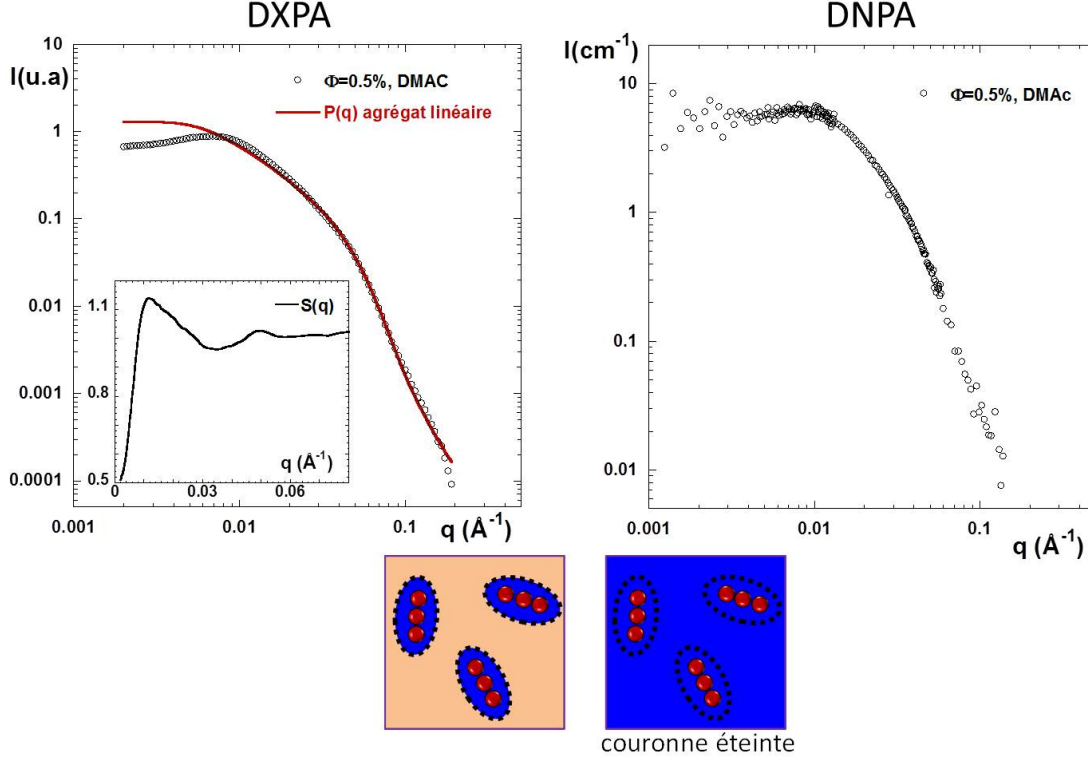 DXPA
10
I(u.a)
1
0.1
0.01
0.001
0.0001
Φ=0.5%, DMAC
P(q) agrégat linéaire
1.1
0.8
0.5
S(q)
q (Å⁻¹)
0 0.03 0.06
0.001 0.01 0.1
q (Å⁻¹)
DNPA
I(cm⁻¹)
10
1
0.1
0.01
Φ=0.5%, DMAc
0.001 0.01 0.1
q (Å⁻¹)
couronne éteinte